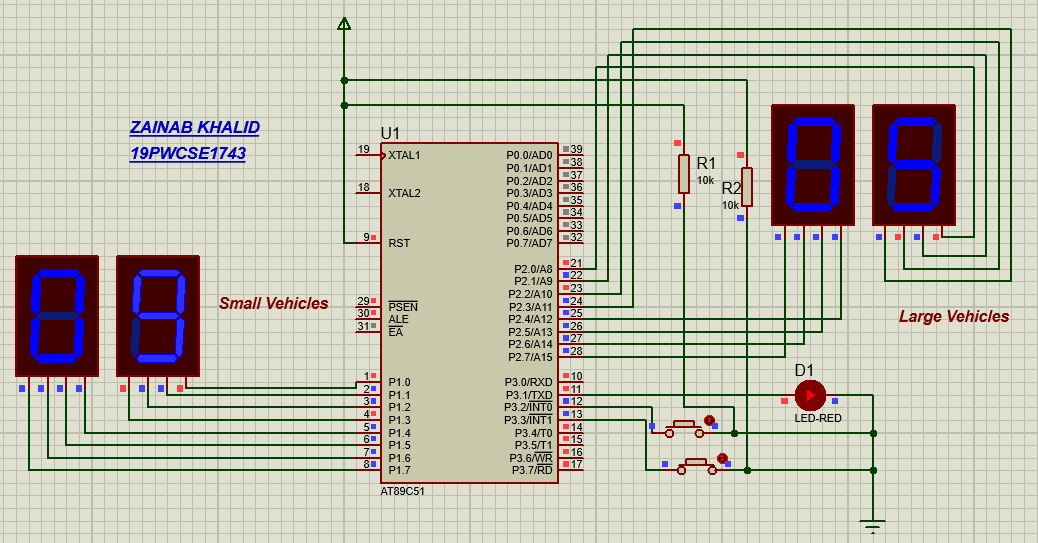 ZAINAB KHALID
19PWCSE1743
U1
19 XTAL1
18 XTAL2
9 RST
29 PSEN
30 ALE
31 EA
1 P1.0
2 P1.1
3 P1.2
4 P1.3
5 P1.4
6 P1.5
7 P1.6
8 P1.7
P0.0/AD0 39
P0.1/AD1 38
P0.2/AD2 37
P0.3/AD3 36
P0.4/AD4 35
P0.5/AD5 34
P0.6/AD6 33
P0.7/AD7 32
P2.0/A8 21
P2.1/A9 22
P2.2/A10 23
P2.3/A11 24
P2.4/A12 25
P2.5/A13 26
P2.6/A14 27
P2.7/A15 28
P3.0/RXD 10
P3.1/TXD 11
P3.2/INT0 12
P3.3/INT1 13
P3.4/T0 14
P3.5/T1 15
P3.6/WR 16
P3.7/RD 17
AT89C51
R1
10k
R2
10k
05
Large Vehicles
09
Small Vehicles
D1
LED-RED